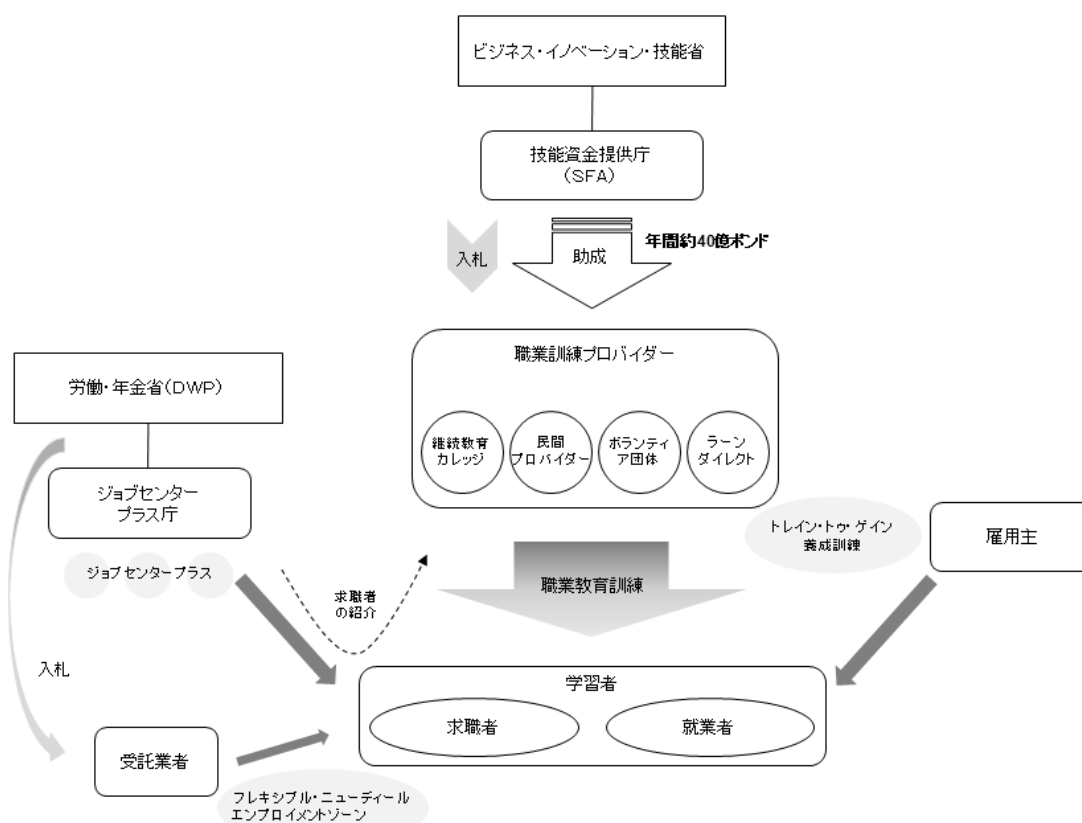 ビジネス・イノベーション・技能省
技能資金提供庁
(SFA)
年間約40億ポンド
入札
助成
職業訓練プロバイダー
継続教育
カレッジ
民間
プロバイダー
ボランティ
ア団体
ラーン
ダイレクト
労働・年金省(DWP)
ジョブセンター
プラス庁
ジョブセンタープラス
求職者
の紹介
職業教育訓練
トレイン・トゥ・ゲイン
養成訓練
雇用主
入札
学習者
求職者
就業者
受託業者
フレキシブル・ニューディール
エンプロイメントゾーン